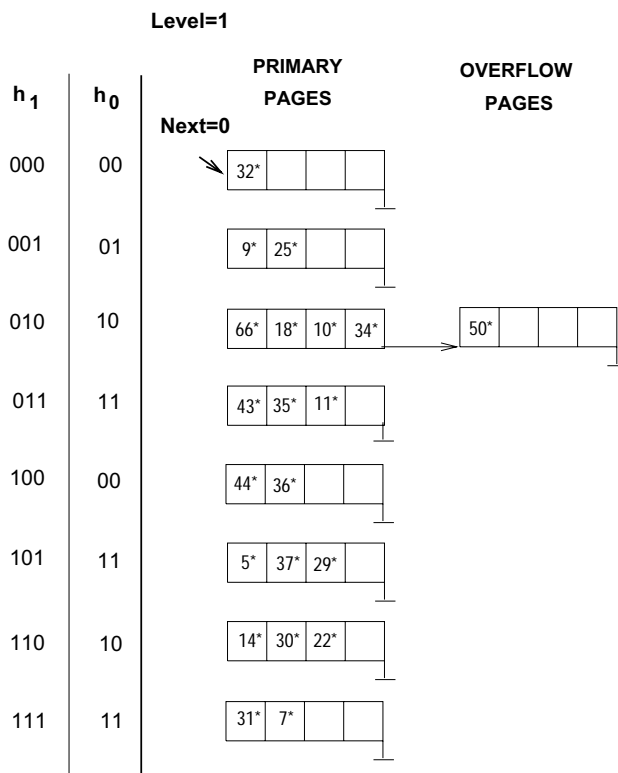 Level=1
PRIMARY PAGES
OVERFLOW PAGES
h1 h0
Next=0
000 00 32*
001 01 9* 25*
010 10 66* 18* 10* 34* 50*
011 11 43* 35* 11*
100 00 44* 36*
101 11 5* 37* 29*
110 10 14* 30* 22*
111 11 31* 7*